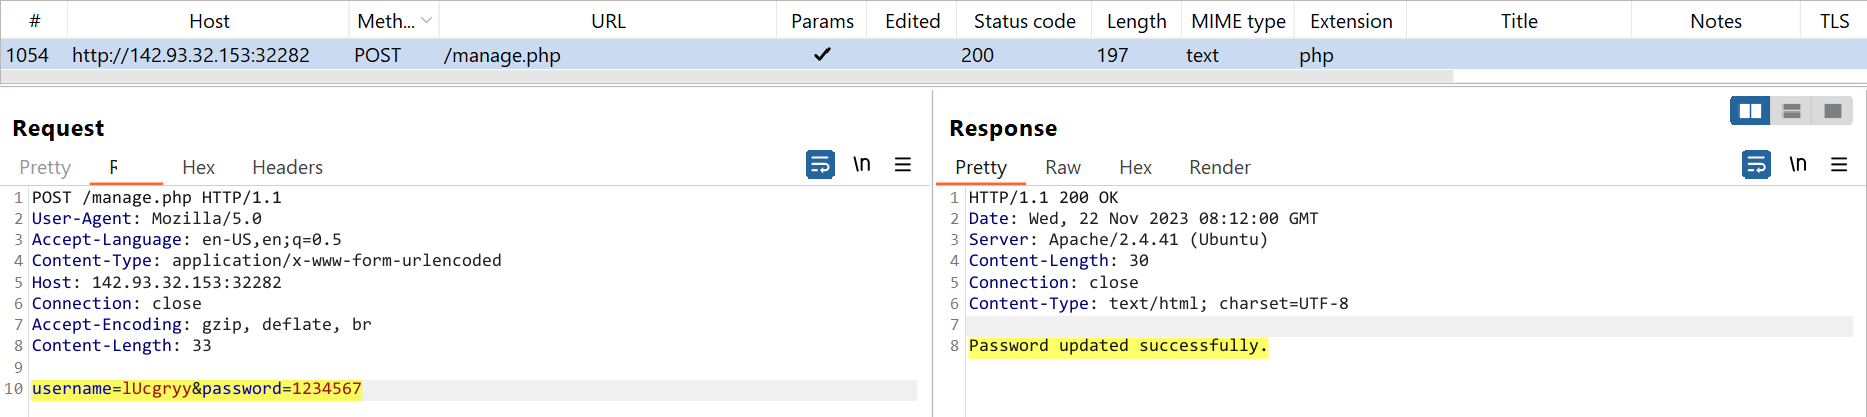 # Host Meth... URL Params Edited Status code Length MIME type Extension Title Notes TLS
1054 http://142.93.32.153:32282 POST /manage.php ✓ 200 197 text php
Request
Pretty R Hex Headers \n
1 POST /manage.php HTTP/1.1
2 User-Agent: Mozilla/5.0
3 Accept-Language: en-US,en;q=0.5
4 Content-Type: application/x-www-form-urlencoded
5 Host: 142.93.32.153:32282
6 Connection: close
7 Accept-Encoding: gzip, deflate, br
8 Content-Length: 33
9
10 username=lUcgryy&password=1234567
Response
Pretty Raw Hex Render \n
1 HTTP/1.1 200 OK
2 Date: Wed, 22 Nov 2023 08:12:00 GMT
3 Server: Apache/2.4.41 (Ubuntu)
4 Content-Length: 30
5 Connection: close
6 Content-Type: text/html; charset=UTF-8
7
8 Password updated successfully.